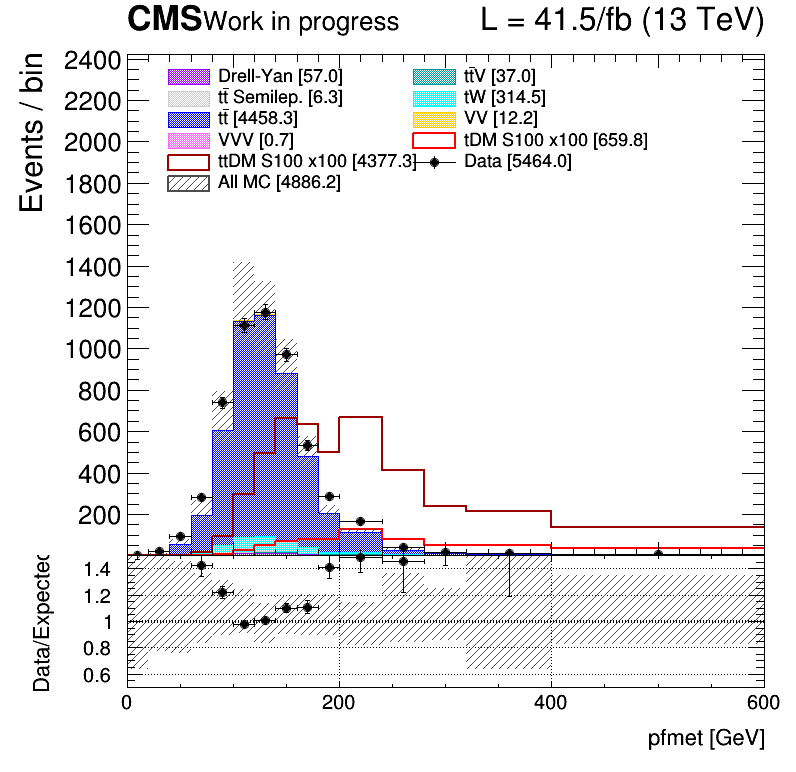 CMS Work in progress L = 41.5/fb (13 TeV)
Events / bin
2400
2200
2000
1800
1600
1400
1200
1000
800
600
400
200
Drell-Yan [57.0] tt̄V [37.0]
tt̄ Semilep. [6.3] tW [314.5]
tt̄ [4458.3] VV [12.2]
VVV [0.7] tDM S100 x100 [659.8]
ttDM S100 x100 [4377.3] Data [5464.0]
All MC [4886.2]
Data/Expected
1.4
1.2
1
0.8
0.6
0 200 400 600
pfmet [GeV]